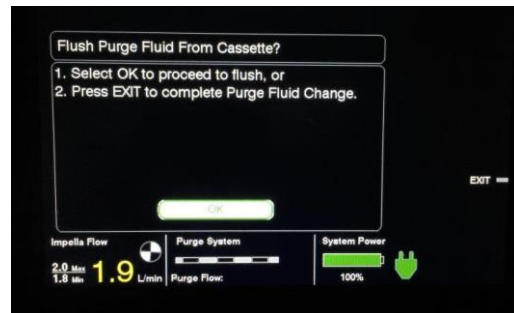 Flush Purge Fluid From Cassette?
1. Select OK to proceed to flush, or
2. Press EXIT to complete Purge Fluid Change.
EXIT
OK
Impella Flow
Purge System
System Power
2.0 Max
1.8 Min
1.9 L/min
Purge Flow:
100%